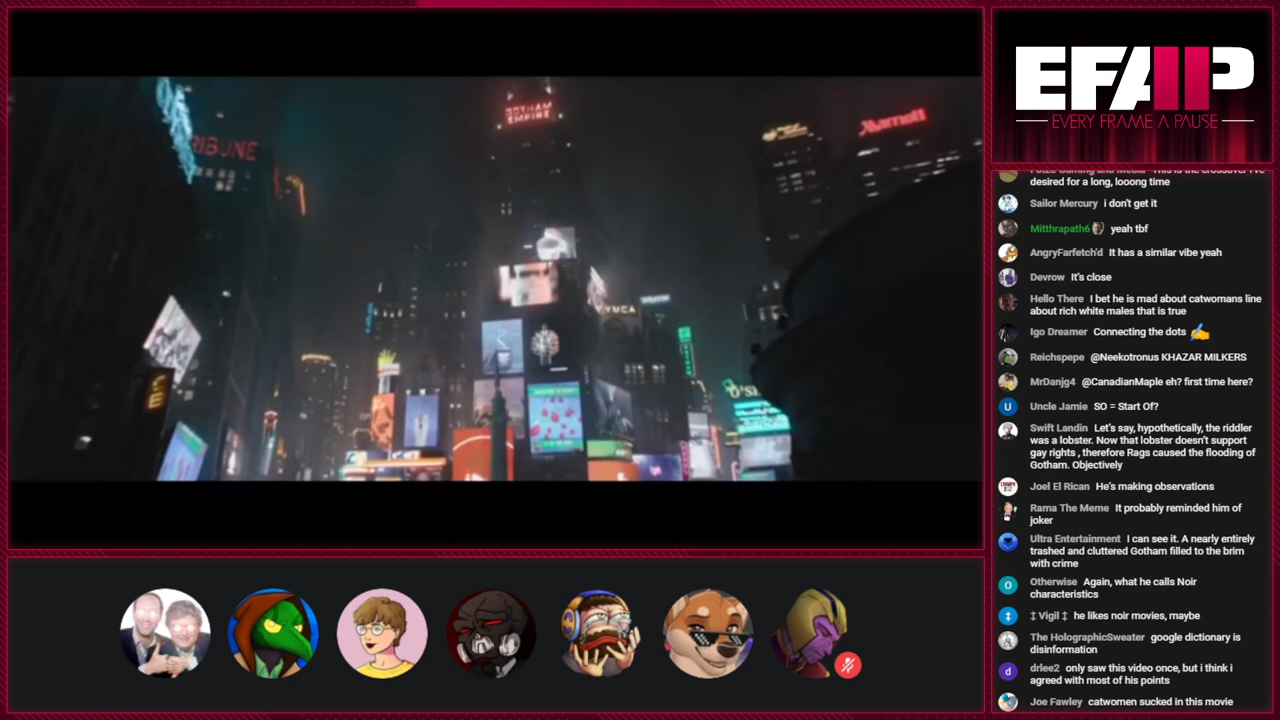 RIBUNE
GOTHAM
EMPIRE
Marriott
YUCA
O'S
EFAP
EVERY FRAME A PAUSE
desired for a long, looong time
Sailor Mercury i don't get it
Mitthrapath6 yeah tbf
AngryFarfetch'd It has a similar vibe yeah
Devrow It's close
Hello There I bet he is mad about catwomans line
about rich white males that is true
Igo Dreamer Connecting the dots ✍
Reichspepe @Neekotronus KHAZAR MILKERS
MrDanjg4 @CanadianMaple eh? first time here?
U
Uncle Jamie SO = Start Of?
Swift Landin Let's say, hypothetically, the riddler
was a lobster. Now that lobster doesn't support
gay rights , therefore Rags caused the flooding of
Gotham. Objectively
Joel El Rican He's making observations
Rama The Meme It probably reminded him of
joker
Ultra Entertainment I can see it. A nearly entirely
trashed and cluttered Gotham filled to the brim
with crime
O
Otherwise Again, what he calls Noir
characteristics
‡ Vigil ‡ he likes noir movies, maybe
The HolographicSweater google dictionary is
disinformation
d
drlee2 only saw this video once, but i think i
agreed with most of his points
Joe Fawley catwomen sucked in this movie